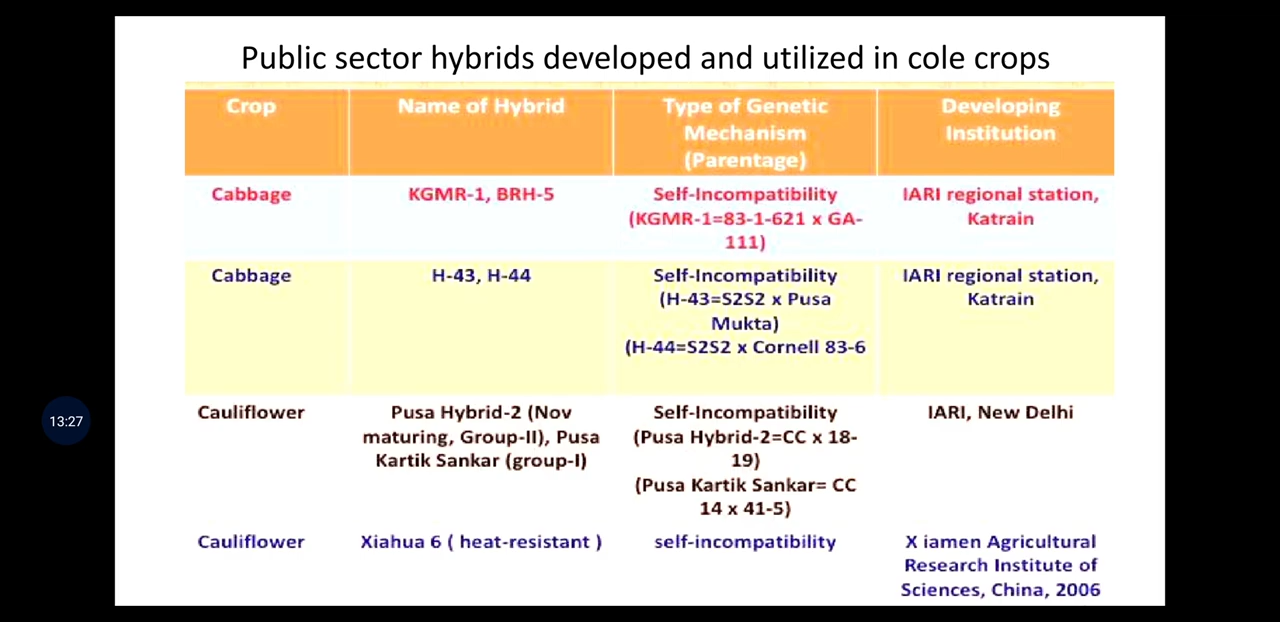 Public sector hybrids developed and utilized in cole crops
Crop
Name of Hybrid
Type of Genetic
Mechanism
(Parentage)
Developing
Institution
Cabbage
KGMR-1, BRH-5
Self-Incompatibility
(KGMR-1=83-1-621 x GA-
111)
IARI regional station,
Katrain
Cabbage
H-43, H-44
Self-Incompatibility
(H-43=S2S2 x Pusa
Mukta)
(H-44=S2S2 x Cornell 83-6
IARI regional station,
Katrain
Cauliflower
Pusa Hybrid-2 (Nov
maturing, Group-II), Pusa
Kartik Sankar (group-I)
Self-Incompatibility
(Pusa Hybrid-2=CC x 18-
19)
(Pusa Kartik Sankar= CC
14 x 41-5)
IARI, New Delhi
Cauliflower
Xiahua 6 ( heat-resistant )
self-incompatibility
X iamen Agricultural
Research Institute of
Sciences, China, 2006
13:27